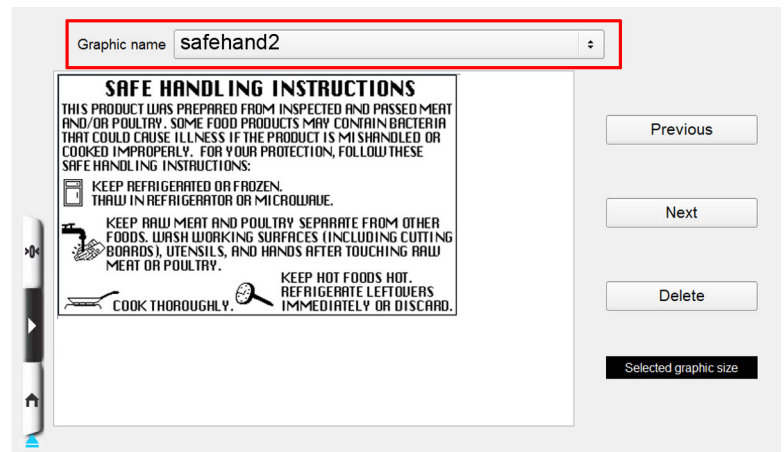 Graphic name safehand2
SAFE HANDLING INSTRUCTIONS
THIS PRODUCT WAS PREPARED FROM INSPECTED AND PASSED MEAT
AND/OR POULTRY. SOME FOOD PRODUCTS MAY CONTAIN BACTERIA
THAT COULD CAUSE ILLNESS IF THE PRODUCT IS MISHANDLED OR
COOKED IMPROPERLY. FOR YOUR PROTECTION, FOLLOW THESE
SAFE HANDLING INSTRUCTIONS:
KEEP REFRIGERATED OR FROZEN.
THAW IN REFRIGERATOR OR MICROWAVE.
KEEP RAW MEAT AND POULTRY SEPARATE FROM OTHER
FOODS. WASH WORKING SURFACES (INCLUDING CUTTING
BOARDS), UTENSILS, AND HANDS AFTER TOUCHING RAW
MEAT OR POULTRY.
COOK THOROUGHLY.
KEEP HOT FOODS HOT.
REFRIGERATE LEFTOVERS
IMMEDIATELY OR DISCARD.
Previous
Next
Delete
Selected graphic size
>0<